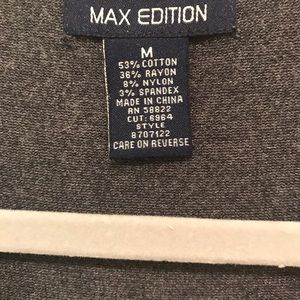 MAX EDITION
M
53% COTTON
36% RAYON
8% NYLON
3% SPANDEX
MADE IN CHINA
RN 58822
CUT: 6964
STYLE
8707122
CARE ON REVERSE